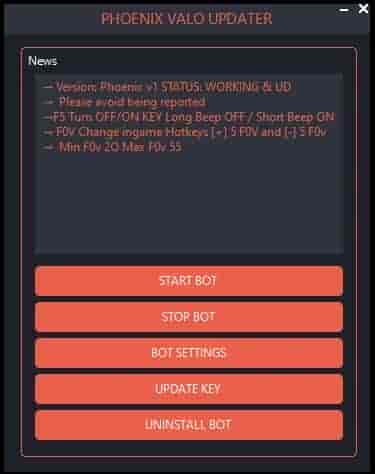 PHOENIX VALO UPDATER
News
→ Version: Phoenix v1 STATUS: WORKING & UD
→ Please avoid being reported
→F5 Turn OFF/ON KEY Long Beep OFF / Short Beep ON
→ F0V Change ingame Hotkeys [+] 5 F0V and [-] 5 F0v
→ Min F0v 20 Max F0v 55
START BOT
STOP BOT
BOT SETTINGS
UPDATE KEY
UNINSTALL BOT